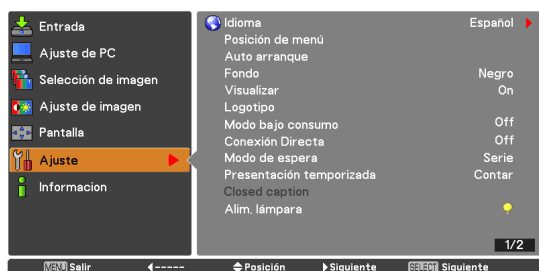 Entrada
Ajuste de PC
Selección de imagen
Ajuste de imagen
Pantalla
Ajuste
Informacion
Idioma Español
Posición de menú
Auto arranque
Fondo Negro
Visualizar On
Logotipo
Modo bajo consumo Off
Conexión Directa Off
Modo de espera Serie
Presentación temporizada Contar
Closed caption
Alim. lámpara
1/2
MENU Salir ----- Posición Siguiente SELECT Siguiente